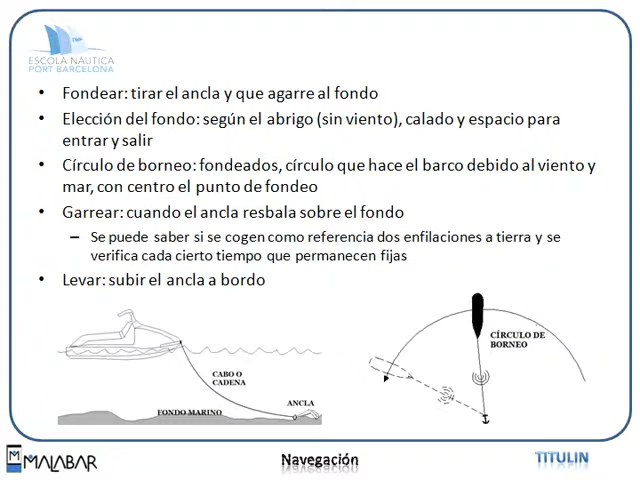 ESCOLA NÀUTICA
PORT BARCELONA
• Fondear: tirar el ancla y que agarre al fondo
• Elección del fondo: según el abrigo (sin viento), calado y espacio para
entrar y salir
• Círculo de borneo: fondeados, círculo que hace el barco debido al viento y
mar, con centro el punto de fondeo
• Garrear: cuando el ancla resbala sobre el fondo
– Se puede saber si se cogen como referencia dos enfilaciones a tierra y se
verifica cada cierto tiempo que permanecen fijas
• Levar: subir el ancla a bordo
CABO O
CADENA
ANCLA
FONDO MARINO
CÍRCULO DE
BORNEO
MALABAR
Navegación
TITULIN